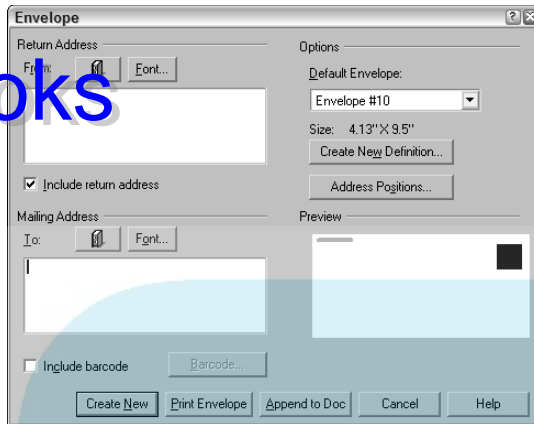 Envelope
Return Address
From:
Font...
oks
Include return address
Mailing Address
To:
Font...
Include barcode
Barcode...
Options
Default Envelope:
Envelope #10
Size: 4.13" X 9.5"
Create New Definition...
Address Positions...
Preview
Create New
Print Envelope
Append to Doc
Cancel
Help